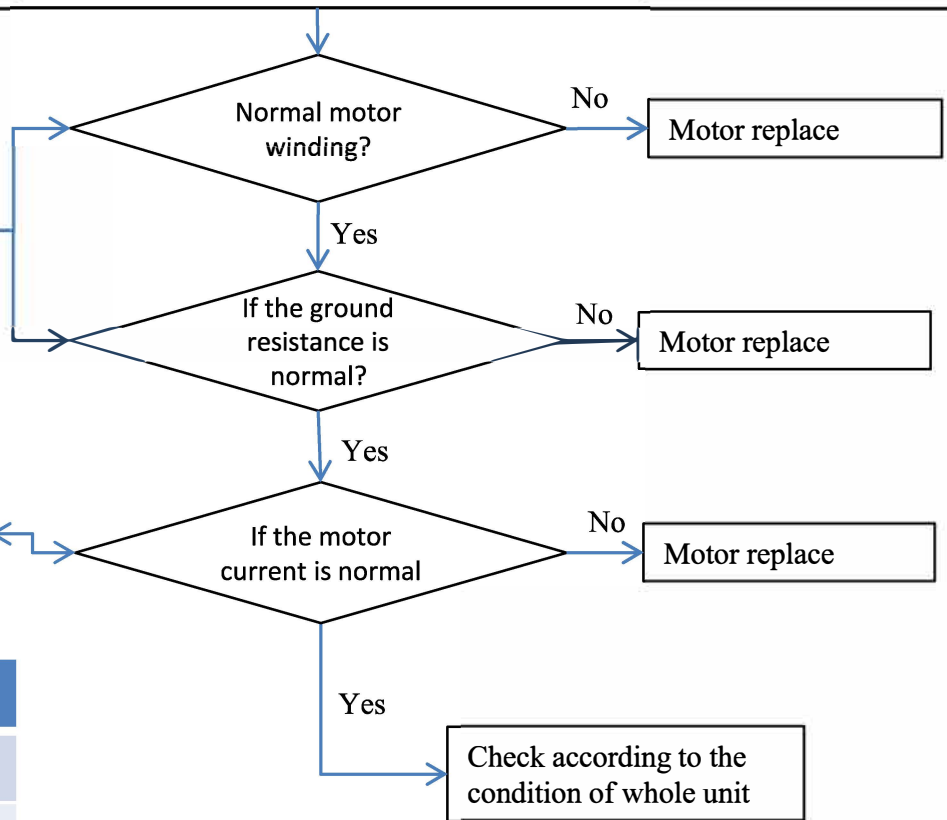 Normal motor
winding?
No
Motor replace
Yes
If the ground
resistance is
normal?
No
Motor replace
Yes
If the motor
current is normal
No
Motor replace
Yes
Check according to the
condition of whole unit